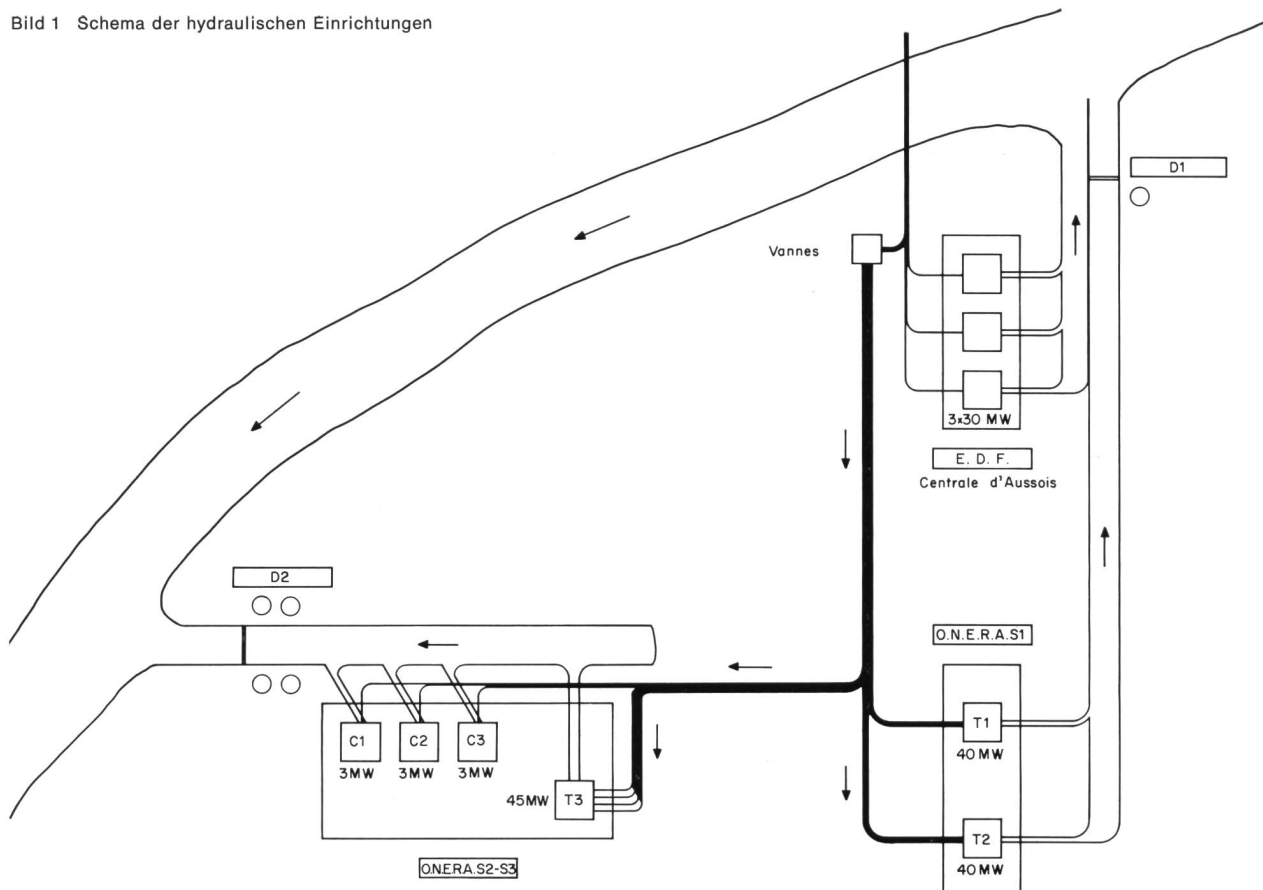 Bild 1 Schema der hydraulischen Einrichtungen
D1
Vannes
3x30 MW
E. D. F.
Centrale d'Aussois
D2
O.N.E.R.A.S1
C1
C2
C3
3MW
3MW
3MW
T1
40 MW
45MW
T3
T2
40 MW
O.N.E.R.A.S2-S3